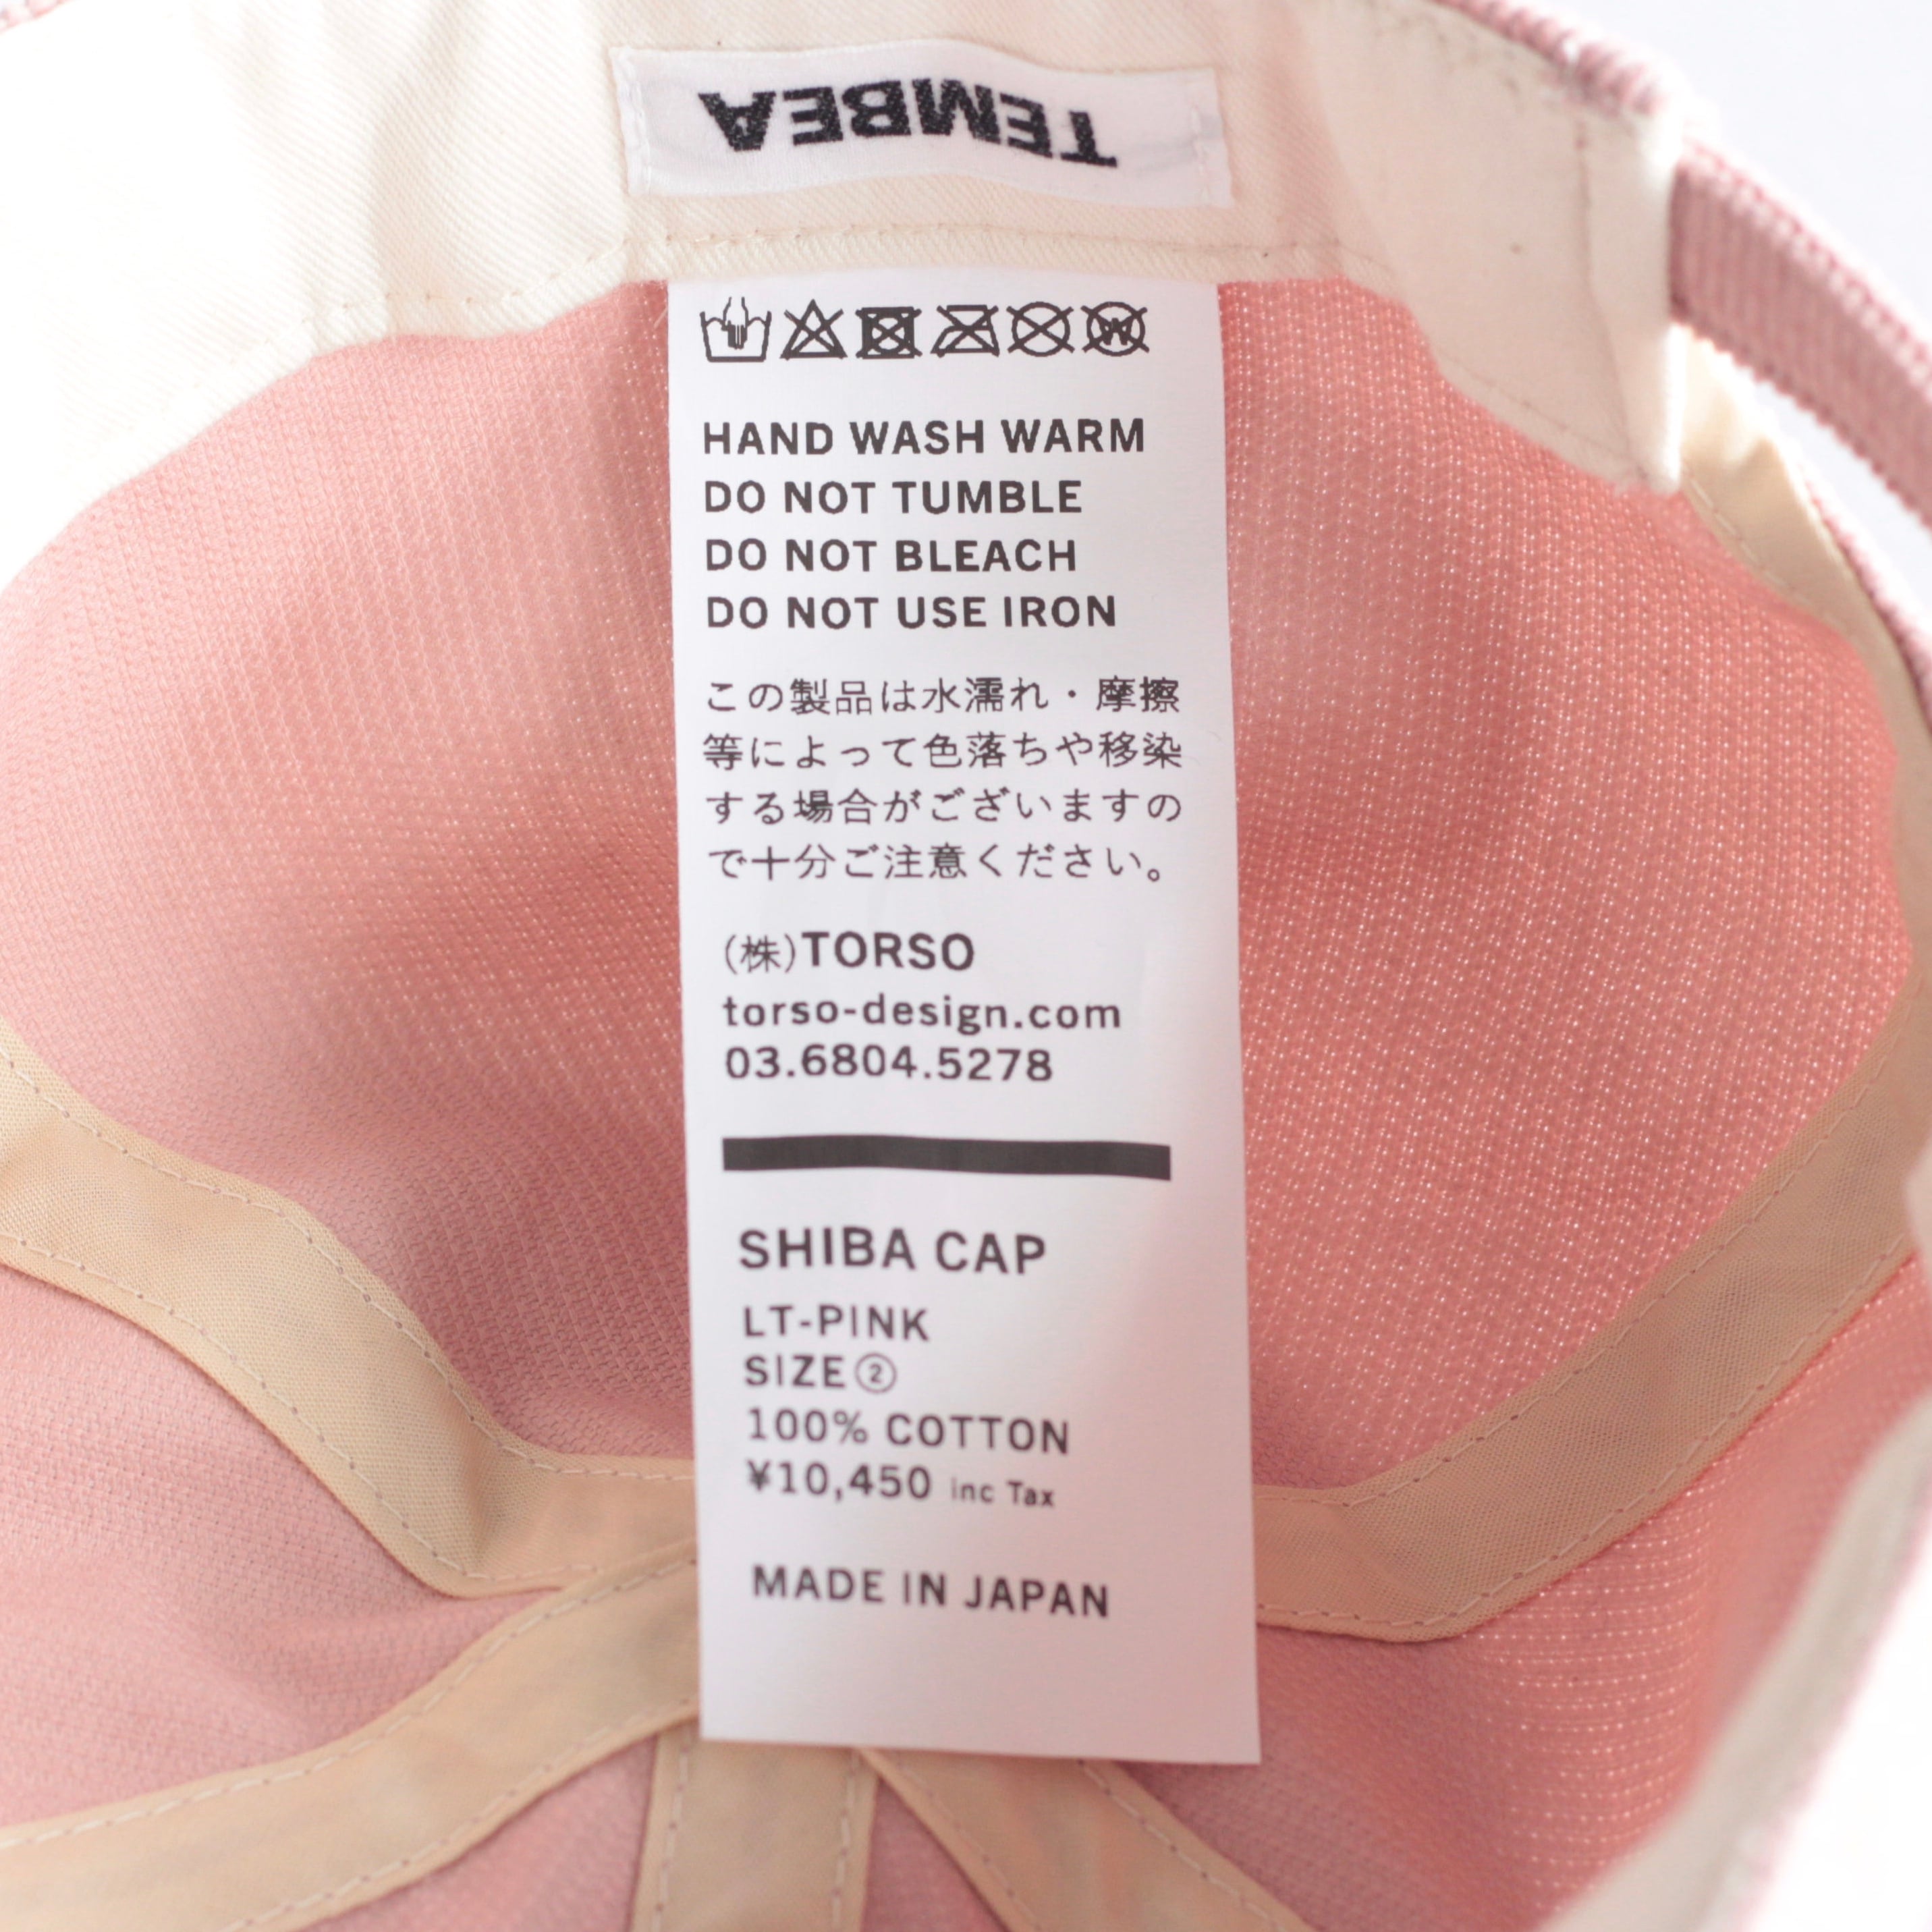 TEMBEA
W
HAND WASH WARM
DO NOT TUMBLE
DO NOT BLEACH
DO NOT USE IRON
この製品は水濡れ・摩擦
等によって色落ちや移染
する場合がございますの
で十分ご注意ください。
(株)TORSO
torso-design.com
03.6804.5278
SHIBA CAP
LT-PINK
SIZE②
100% COTTON
¥10,450 inc Tax
MADE IN JAPAN